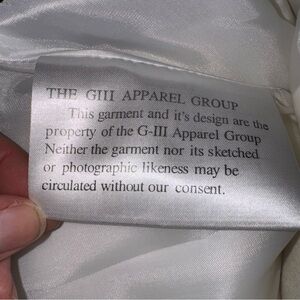 THE GIII APPAREL GROUP
This garment and it's design are the
property of the G-III Apparel Group
Neither the garment nor its sketched
or photographic likeness may be
circulated without our consent.